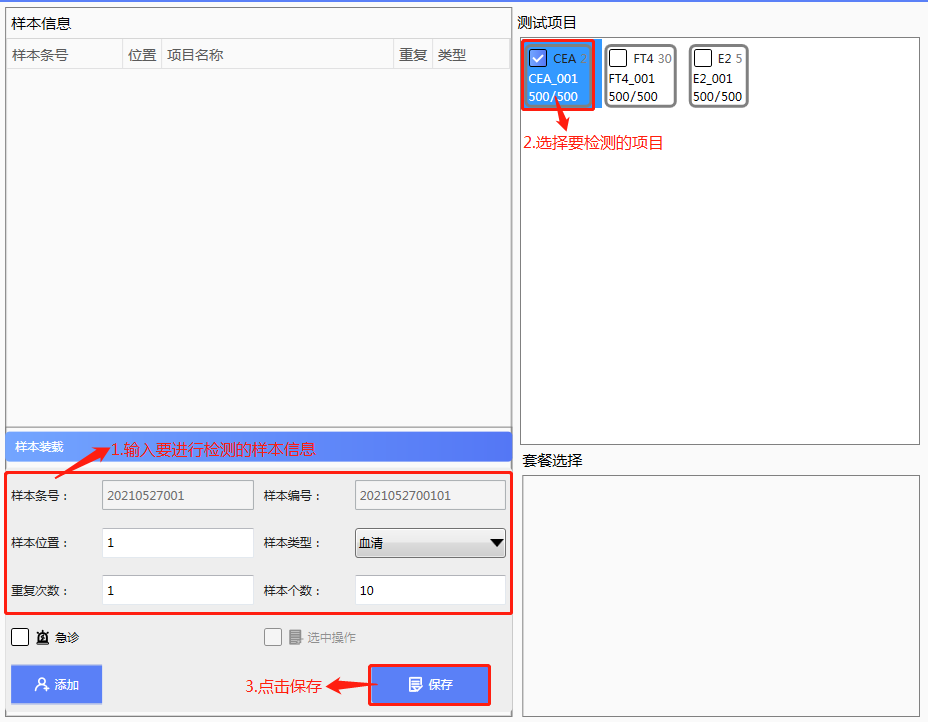 样本信息
样本条号 位置 项目名称 重复 类型
样本装载
1.输入要进行检测的样本信息
样本条号： 20210527001 样本编号： 2021052700101
样本位置： 1 样本类型： 血清
重复次数： 1 样本个数： 10
急诊 选中操作
添加 3.点击保存 保存
测试项目
CEA 2 FT4 30 E2 5
CEA_001 FT4_001 E2_001
500/500 500/500 500/500
2.选择要检测的项目
套餐选择